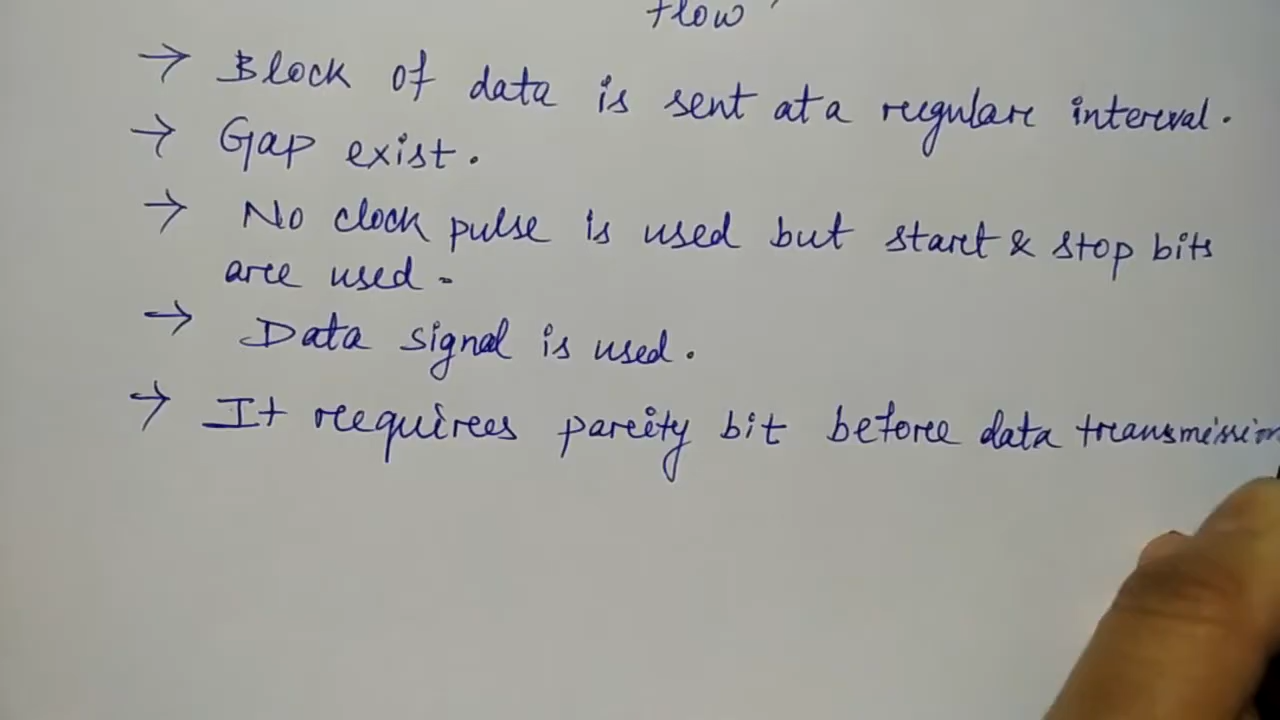 flow
→ Block of data is sent at a regular interval.
→ Gap exist.
→ No clock pulse is used but start & stop bits
are used.
→ Data signal is used.
→ It requires parity bit before data transmission